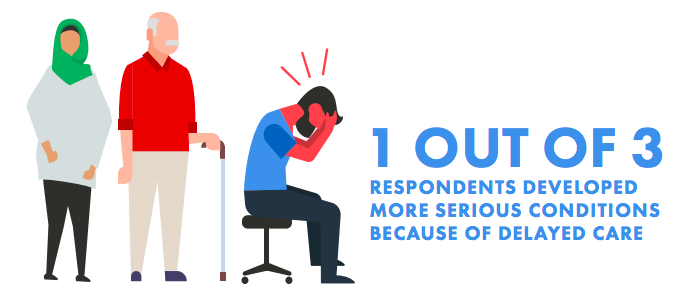 1 OUT OF 3
RESPONDENTS DEVELOPED
MORE SERIOUS CONDITIONS
BECAUSE OF DELAYED CARE